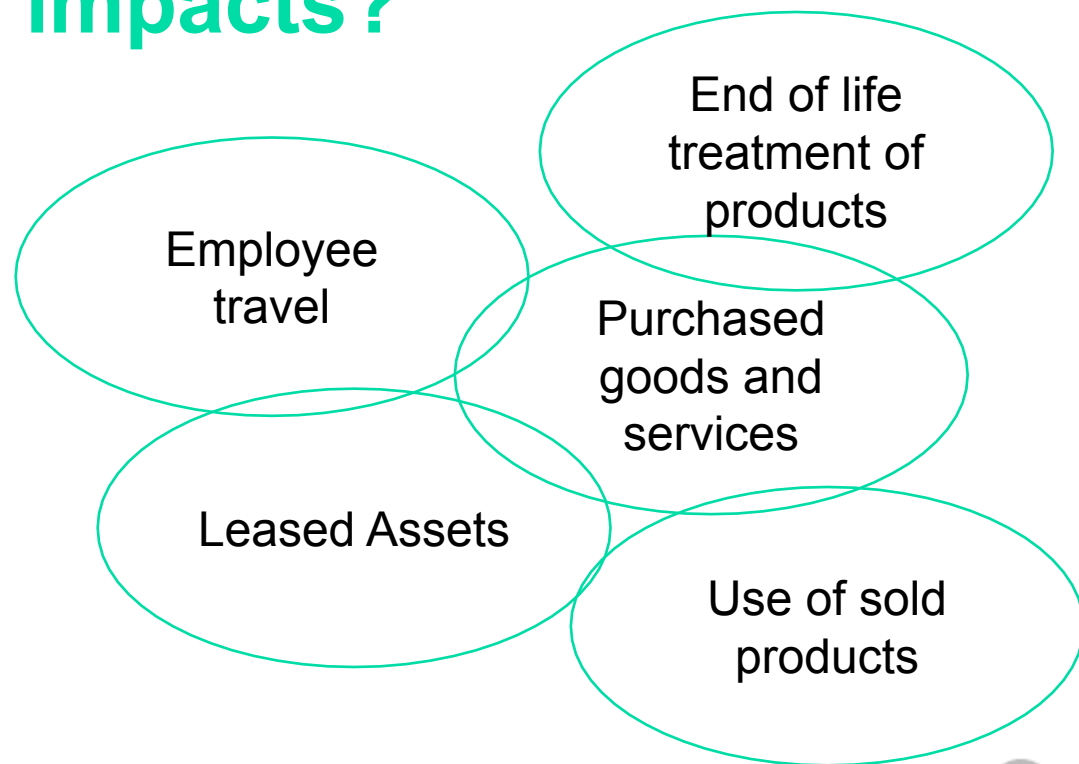 impacts?
End of life
treatment of
products
Employee
travel
Purchased
goods and
services
Leased Assets
Use of sold
products